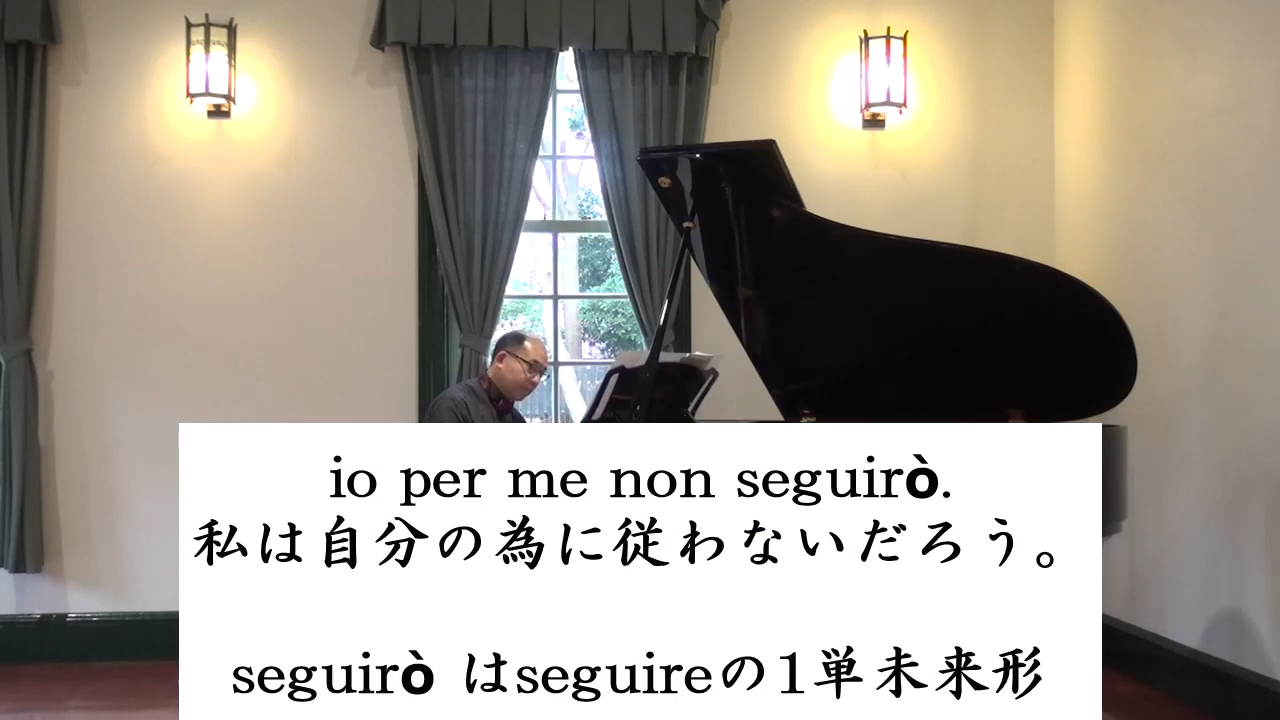 io per me non seguirò.
私は自分の為に従わないだろう。
seguirò はseguireの1単未来形